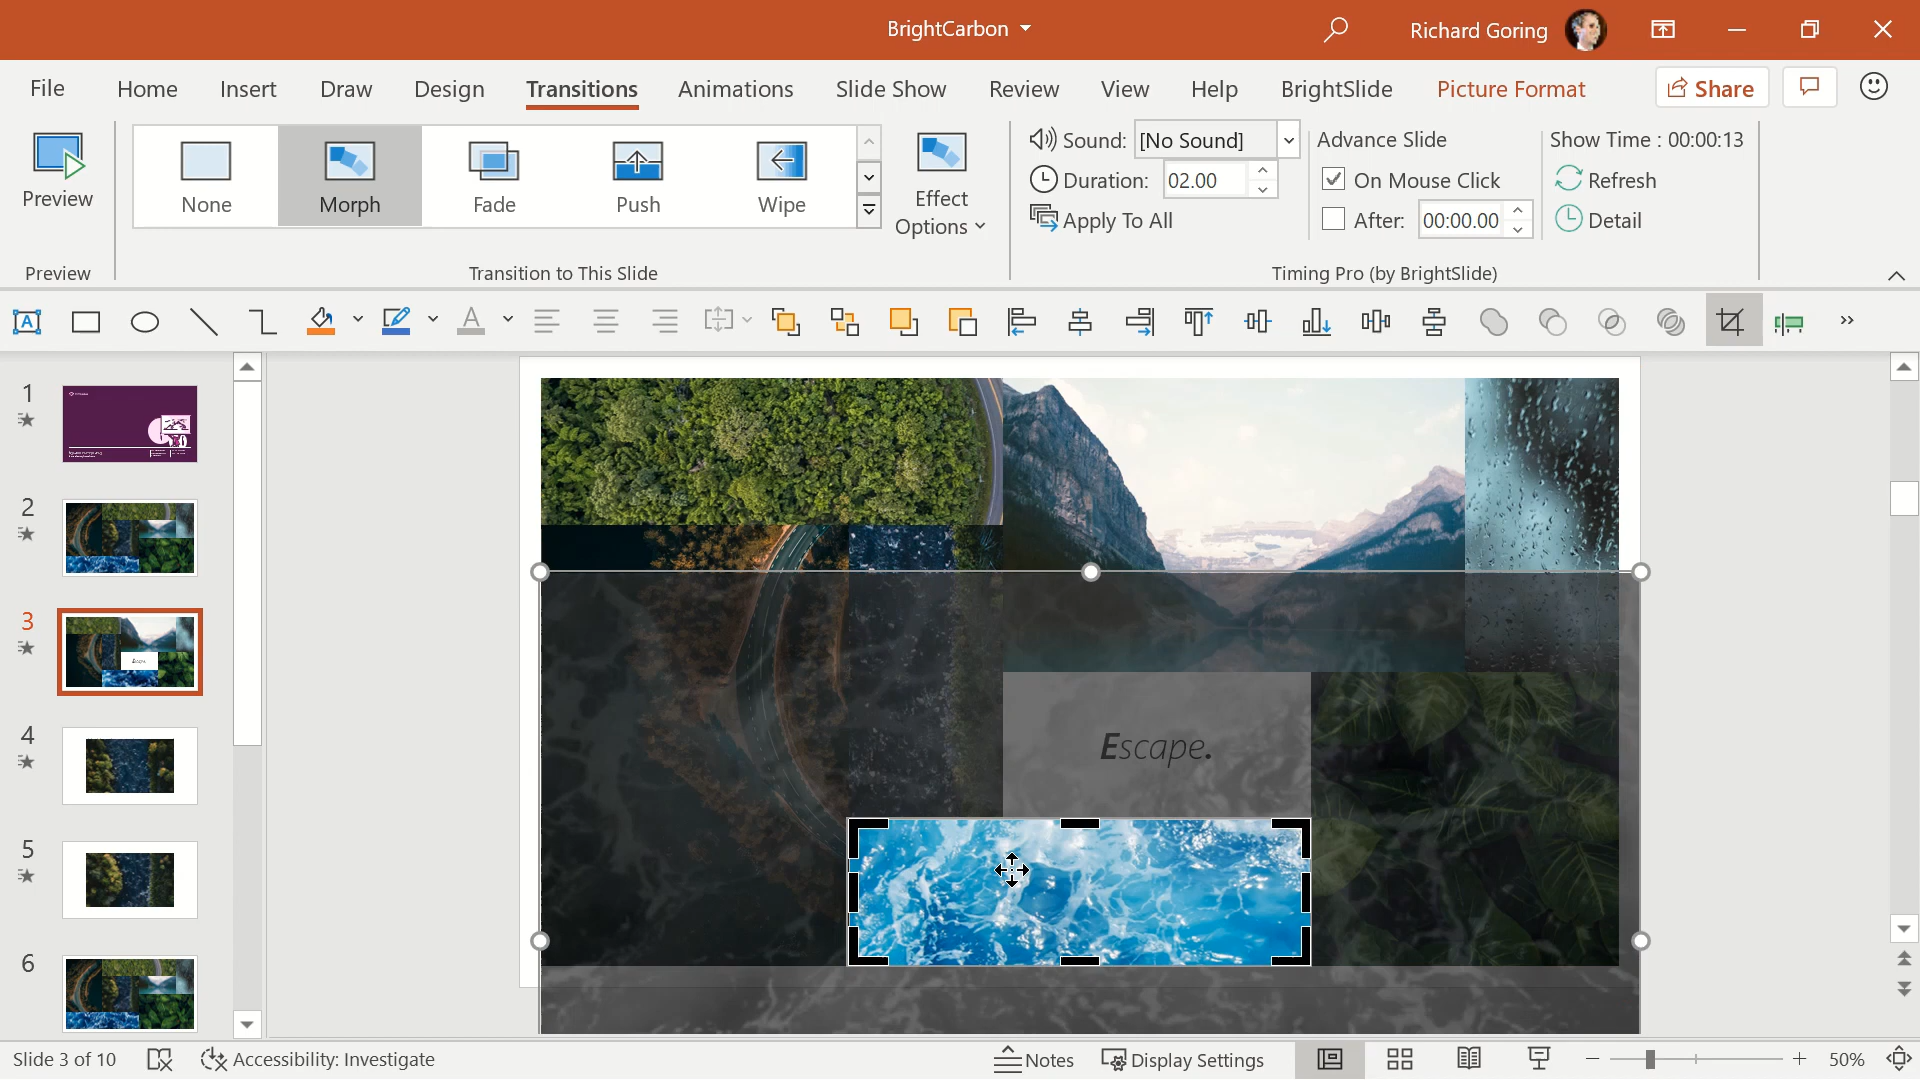 BrightCarbon
Richard Goring
File Home Insert Draw Design Transitions Animations Slide Show Review View Help BrightSlide Picture Format Share
Preview
None Morph Fade Push Wipe
Effect Options
Sound: [No Sound]
Duration: 02.00
Apply To All
Advance Slide
On Mouse Click
After: 00:00.00
Show Time : 00:00:13
Refresh
Detail
Preview
Transition to This Slide
Timing Pro (by BrightSlide)
A
A
1
2
3
4
5
6
Escape.
Slide 3 of 10 Accessibility: Investigate Notes Display Settings 50%